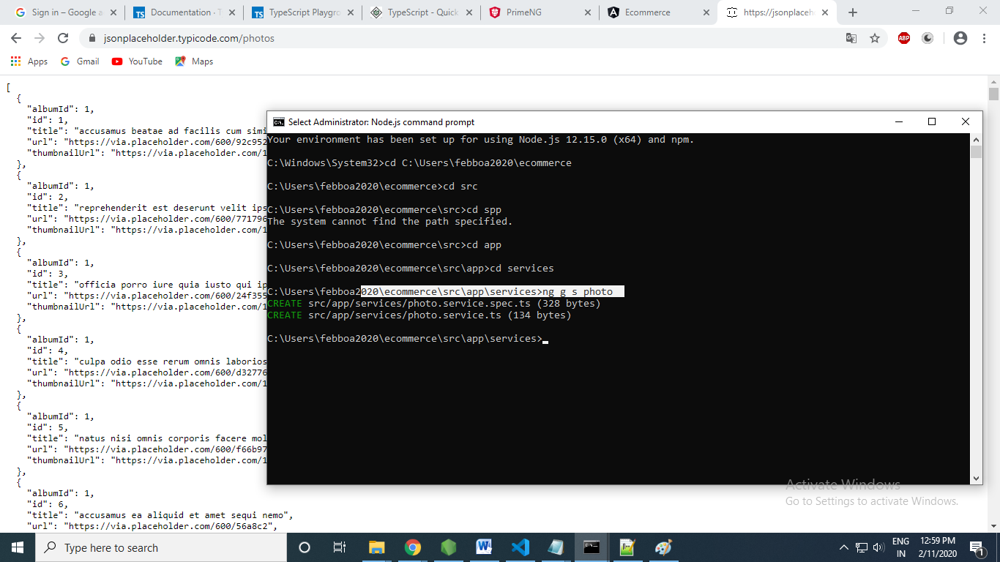 Sign in – Google a
Documentation · T
TypeScript Playgro
TypeScript - Quick
PrimeNG
Ecommerce
https://jsonplaceh
jsonplaceholder.typicode.com/photos
ABP
Apps
Gmail
YouTube
Maps
[
{
"albumId": 1,
"id": 1,
"title": "accusamus beatae ad facilis cum simi
"url": "https://via.placeholder.com/600/92c952
"thumbnailUrl": "https://via.placeholder.com/1
},
{
"albumId": 1,
"id": 2,
"title": "reprehenderit est deserunt velit ips
"url": "https://via.placeholder.com/600/771796
"thumbnailUrl": "https://via.placeholder.com/1
},
{
"albumId": 1,
"id": 3,
"title": "officia porro iure quia iusto qui ip
"url": "https://via.placeholder.com/600/24f355
"thumbnailUrl": "https://via.placeholder.com/1
},
{
"albumId": 1,
"id": 4,
"title": "culpa odio esse rerum omnis laborios
"url": "https://via.placeholder.com/600/d32776
"thumbnailUrl": "https://via.placeholder.com/1
},
{
"albumId": 1,
"id": 5,
"title": "natus nisi omnis corporis facere mol
"url": "https://via.placeholder.com/600/f66b97
"thumbnailUrl": "https://via.placeholder.com/1
},
{
"albumId": 1,
"id": 6,
"title": "accusamus ea aliquid et amet sequi nemo",
"url": "https://via.placeholder.com/600/56a8c2",
Select Administrator: Node.js command prompt
Your environment has been set up for using Node.js 12.15.0 (x64) and npm.
C:\Windows\System32>cd C:\Users\febboa2020\ecommerce
C:\Users\febboa2020\ecommerce>cd src
C:\Users\febboa2020\ecommerce\src>cd spp
The system cannot find the path specified.
C:\Users\febboa2020\ecommerce\src>cd app
C:\Users\febboa2020\ecommerce\src\app>cd services
C:\Users\febboa2020\ecommerce\src\app\services>ng g s photo
CREATE src/app/services/photo.service.spec.ts (328 bytes)
CREATE src/app/services/photo.service.ts (134 bytes)
C:\Users\febboa2020\ecommerce\src\app\services>
Activate Windows
Go to Settings to activate Windows.
Type here to search
ENG
IN
12:59 PM
2/11/2020
1